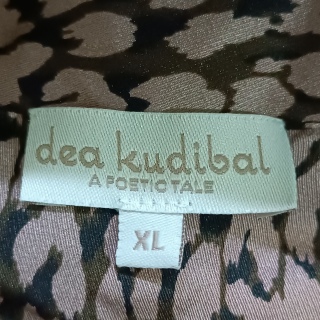 dea kudibal
A POETIC TALE
XL